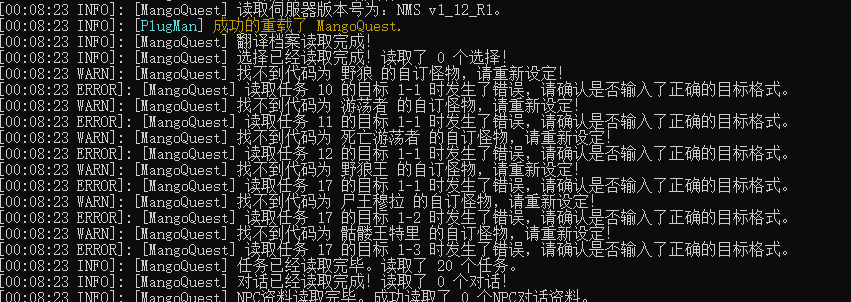 [00:08:23 INFO]: [MangoQuest] 读取伺服器版本号为: NMS v1_12_R1。
[00:08:23 INFO]: [PlugMan] 成功的重载了 MangoQuest.
[00:08:23 INFO]: [MangoQuest] 翻译档案读取完成!
[00:08:23 INFO]: [MangoQuest] 选择已经读取完成! 读取了 0 个选择!
[00:08:23 WARN]: [MangoQuest] 找不到代码为 野狼 的自订怪物, 请重新设定!
[00:08:23 ERROR]: [MangoQuest] 读取任务 10 的目标 1-1 时发生了错误, 请确认是否输入了正确的目标格式。
[00:08:23 WARN]: [MangoQuest] 找不到代码为 游荡者 的自订怪物, 请重新设定!
[00:08:23 ERROR]: [MangoQuest] 读取任务 11 的目标 1-1 时发生了错误, 请确认是否输入了正确的目标格式。
[00:08:23 WARN]: [MangoQuest] 找不到代码为 死亡游荡者 的自订怪物, 请重新设定!
[00:08:23 ERROR]: [MangoQuest] 读取任务 12 的目标 1-1 时发生了错误, 请确认是否输入了正确的目标格式。
[00:08:23 WARN]: [MangoQuest] 找不到代码为 野狼王 的自订怪物, 请重新设定!
[00:08:23 ERROR]: [MangoQuest] 读取任务 17 的目标 1-1 时发生了错误, 请确认是否输入了正确的目标格式。
[00:08:23 WARN]: [MangoQuest] 找不到代码为 尸王穆拉 的自订怪物, 请重新设定!
[00:08:23 ERROR]: [MangoQuest] 读取任务 17 的目标 1-2 时发生了错误, 请确认是否输入了正确的目标格式。
[00:08:23 WARN]: [MangoQuest] 找不到代码为 骷髅王特里 的自订怪物, 请重新设定!
[00:08:23 ERROR]: [MangoQuest] 读取任务 17 的目标 1-3 时发生了错误, 请确认是否输入了正确的目标格式。
[00:08:23 INFO]: [MangoQuest] 任务已经读取完毕。读取了 20 个任务。
[00:08:23 INFO]: [MangoQuest] 对话已经读取完成! 读取了 0 个对话!
[00:08:23 INFO]: [MangoQuest] NPC资料读取完毕。成功读取了 0 个NPC对话资料。